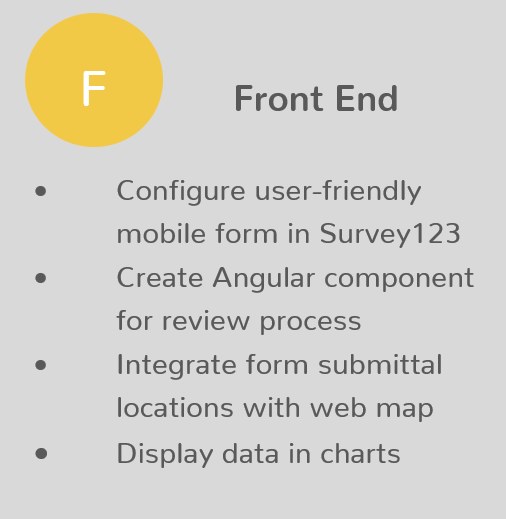 F
Front End
• Configure user-friendly
mobile form in Survey123
• Create Angular component
for review process
• Integrate form submittal
locations with web map
• Display data in charts